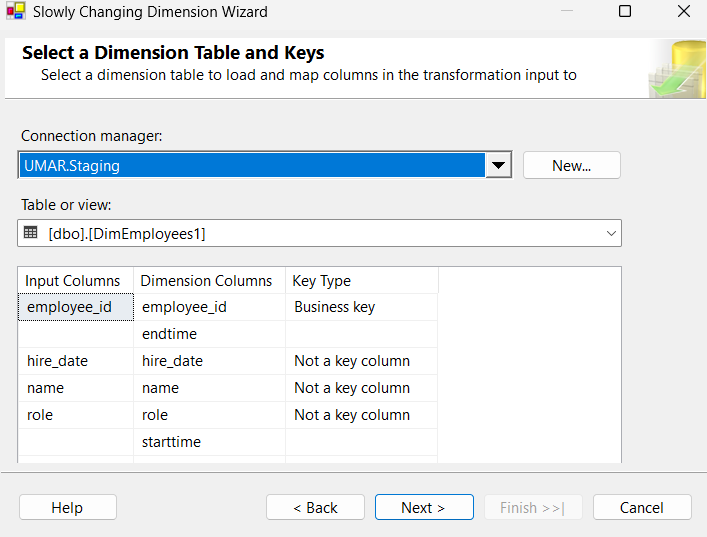 Slowly Changing Dimension Wizard
Select a Dimension Table and Keys
Select a dimension table to load and map columns in the transformation input to
Connection manager:
UMAR.Staging
New...
Table or view:
[dbo].[DimEmployees1]
Input Columns Dimension Columns Key Type
employee_id employee_id Business key
endtime
hire_date hire_date Not a key column
name name Not a key column
role role Not a key column
starttime
Help < Back Next > Finish >>| Cancel